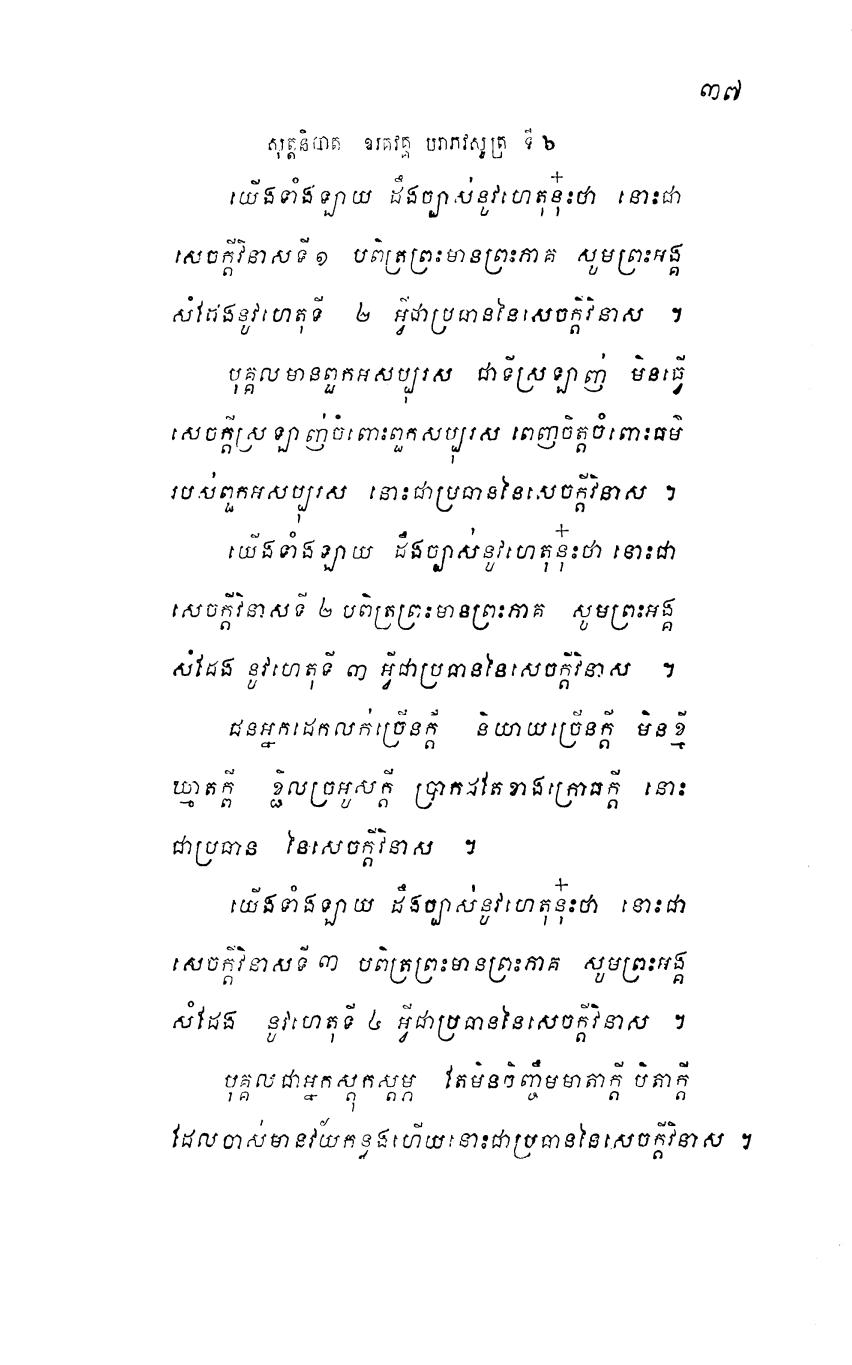 ៣៧
សុត្តនិបាត ឧរគវគ្គ បរាភវសូត្រ ទី ៦
យើងទាំងឡាយ ដឹងច្បាស់នូវហេតុនុ៎ះថា នោះជា
សេចក្តីវិនាសទី ១ បពិត្រព្រះមានព្រះភាគ សូមព្រះអង្គ
សំដែងនូវហេតុទី ២ អ្វីជាប្រធាននៃសេចក្តីវិនាស ។
បុគ្គលមានពួកអសប្បុរស ជាទីស្រឡាញ់ មិនធ្វើ
សេចក្តីស្រឡាញ់ចំពោះពួកសប្បុរស ពេញចិត្តចំពោះធម៌
របស់ពួកអសប្បុរស នោះជាប្រធាននៃសេចក្តីវិនាស ។
យើងទាំងឡាយ ដឹងច្បាស់នូវហេតុនុ៎ះថា នោះជា
សេចក្តីវិនាសទី ២ បពិត្រព្រះមានព្រះភាគ សូមព្រះអង្គ
សំដែង នូវហេតុទី ៣ អ្វីជាប្រធាននៃសេចក្តីវិនាស ។
ជនអ្នកដេកលក់ច្រើនក្តី និយាយច្រើនក្តី មិនខ្មី
ឃ្មាតក្តី ខ្ជិលច្រអូសក្តី ប្រាកដតែខាងក្រោធក្តី នោះ
ជាប្រធាន នៃសេចក្តីវិនាស ។
យើងទាំងឡាយ ដឹងច្បាស់នូវហេតុនុ៎ះថា នោះជា
សេចក្តីវិនាសទី ៣ បពិត្រព្រះមានព្រះភាគ សូមព្រះអង្គ
សំដែង នូវហេតុទី ៤ អ្វីជាប្រធាននៃសេចក្តីវិនាស ។
បុគ្គលជាអ្នកស្តុកស្តម្ភ តែមិនចិញ្ចឹមមាតាក្តី បិតាក្តី
ដែលចាស់មានវ័យកន្លងហើយនោះជាប្រធាននៃសេចក្តីវិនាស ។